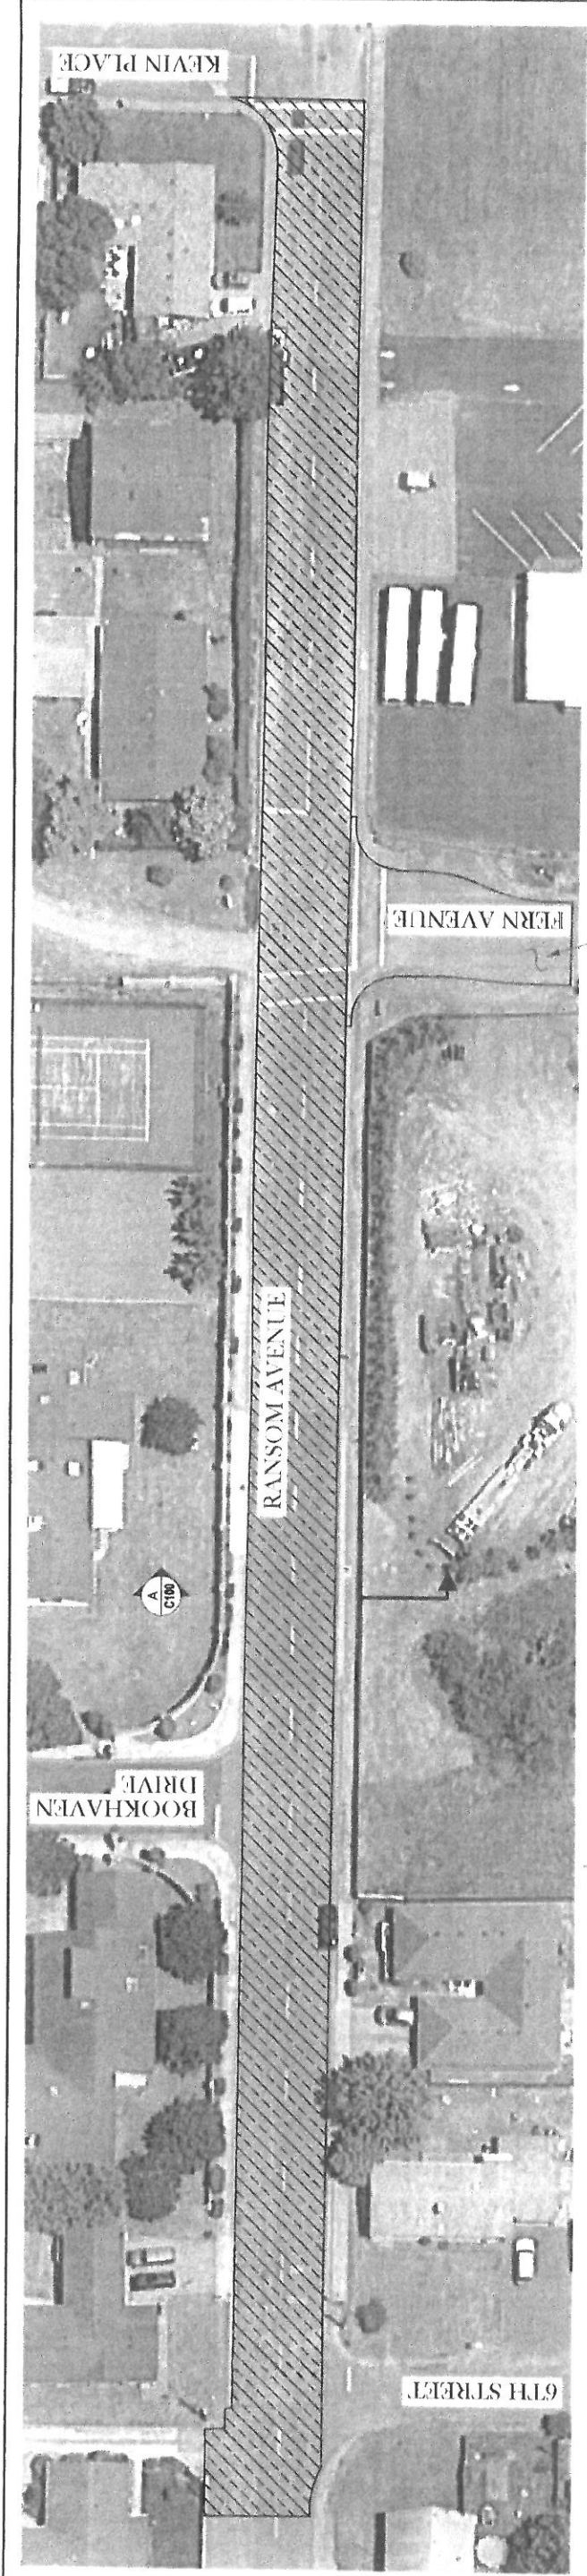 KEVIN PLACE
FERN AVENUE
RANSOM AVENUE
A
C100
BOOKHAVEN
DRIVE
6TH STREET